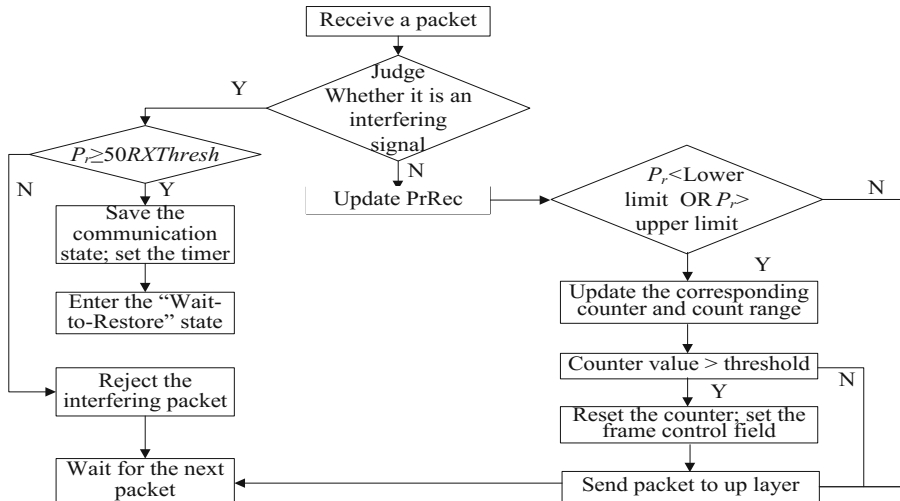 Receive a packet
Judge
Whether it is an
interfering
signal
Y
N
Pr≥50RXThresh
N
Y
Update PrRec
Pr<Lower
limit OR Pr>
upper limit
N
Y
Save the
communication
state; set the timer
Enter the “Wait-
to-Restore” state
Update the corresponding
counter and count range
Counter value > threshold
N
Y
Reject the
interfering packet
Reset the counter; set the
frame control field
Wait for the next
packet
Send packet to up layer